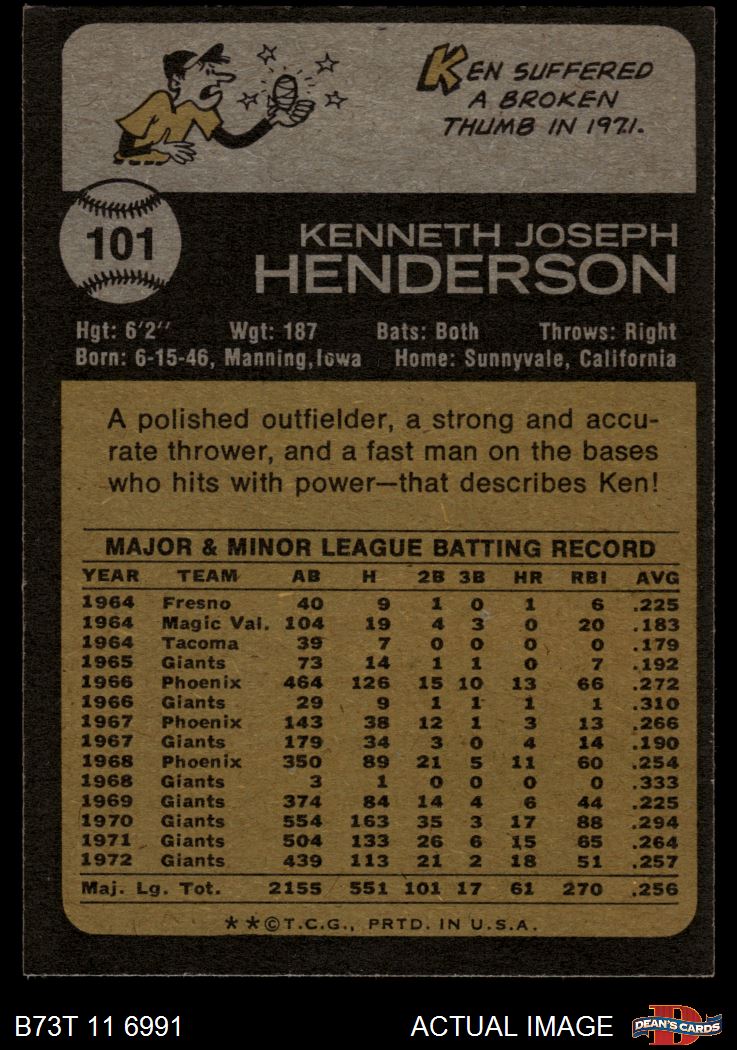 KEN SUFFERED
A BROKEN
THUMB IN 1971.
101
KENNETH JOSEPH
HENDERSON
Hgt: 6'2" Wgt: 187 Bats: Both Throws: Right
Born: 6-15-46, Manning, Iowa Home: Sunnyvale, California
A polished outfielder, a strong and accu-
rate thrower, and a fast man on the bases
who hits with power—that describes Ken!
MAJOR & MINOR LEAGUE BATTING RECORD
YEAR TEAM AB H 2B 3B HR RBI AVG
1964 Fresno 40 9 1 0 1 6 .225
1964 Magic Val. 104 19 4 3 0 20 .183
1964 Tacoma 39 7 0 0 0 0 .179
1965 Giants 73 14 1 1 0 7 .192
1966 Phoenix 464 126 15 10 13 66 .272
1966 Giants 29 9 1 1 1 1 .310
1967 Phoenix 143 38 12 1 3 13 .266
1967 Giants 179 34 3 0 4 14 .190
1968 Phoenix 350 89 21 5 11 60 .254
1968 Giants 3 1 0 0 0 0 .333
1969 Giants 374 84 14 4 6 44 .225
1970 Giants 554 163 35 3 17 88 .294
1971 Giants 504 133 26 6 15 65 .264
1972 Giants 439 113 21 2 18 51 .257
Maj. Lg. Tot. 2155 551 101 17 61 270 .256
**©T.C.G., PRTD. IN U.S.A.
B73T 11 6991 ACTUAL IMAGE DEAN'S CARDS